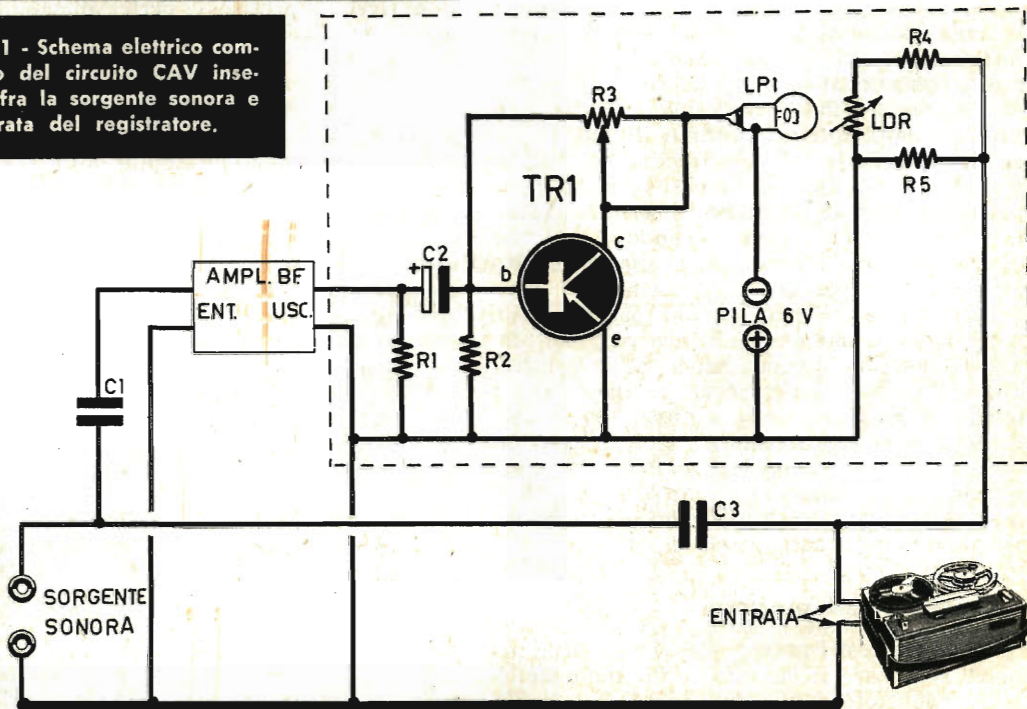 1 - Schema elettrico com-
o del circuito CAV inse-
fra la sorgente sonora e
rata del registratore.
R4
R3
LP1
LDR
R5
TR1
C2
+
c
b
e
AMPL. BF
ENT. USC.
R1
R2
−
PILA 6 V
+
C1
C3
SORGENTE
SONORA
ENTRATA